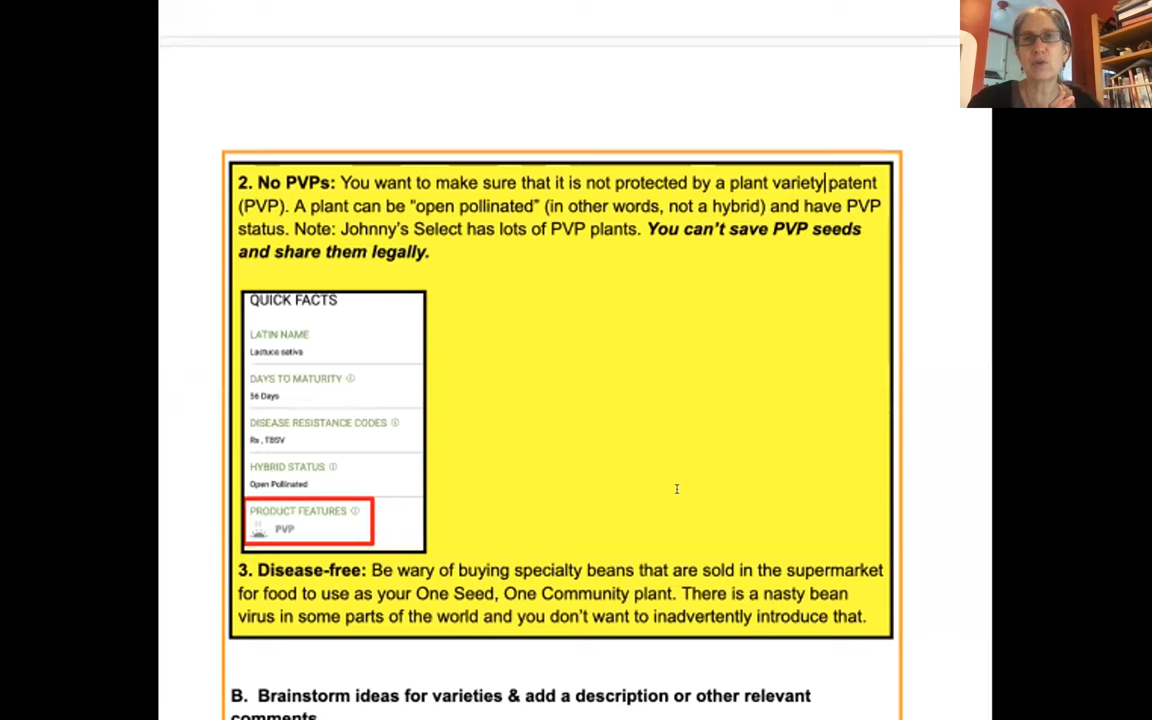 2. No PVPs: You want to make sure that it is not protected by a plant variety patent
(PVP). A plant can be "open pollinated" (in other words, not a hybrid) and have PVP
status. Note: Johnny's Select has lots of PVP plants. You can't save PVP seeds
and share them legally.
QUICK FACTS
LATIN NAME
Lactuca sativa
DAYS TO MATURITY
56 Days
DISEASE RESISTANCE CODES
Rx , TBSV
HYBRID STATUS
Open Pollinated
PRODUCT FEATURES
PVP
3. Disease-free: Be wary of buying specialty beans that are sold in the supermarket
for food to use as your One Seed, One Community plant. There is a nasty bean
virus in some parts of the world and you don't want to inadvertently introduce that.
B. Brainstorm ideas for varieties & add a description or other relevant
comments